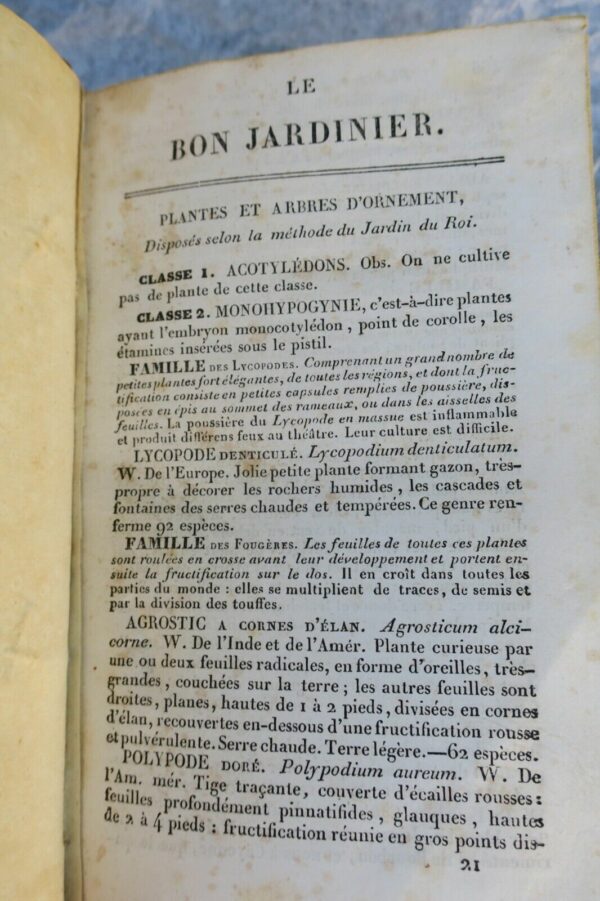 LE
BON JARDINIER.
PLANTES ET ARBRES D'ORNEMENT,
Disposés selon la méthode du Jardin du Roi.
CLASSE 1. ACOTYLÉDONS. Obs. On ne cultive
pas de plante de cette classe.
CLASSE 2. MONOHYPOGYNIE, c'est-à-dire plantes
ayant l'embryon monocotylédon, point de corolle, les
étamines insérées sous le pistil.
FAMILLE DES LYCOPODES. Comprenant un grand nombre de
petites plantes fort élégantes, de toutes les régions, et dont la fruc-
tification consiste en petites capsules remplies de poussière, dis-
posées en épis au sommet des rameaux, ou dans les aisselles des
feuilles. La poussière du Lycopode en massue est inflammable
et produit différens feux au théâtre. Leur culture est difficile.
LYCOPODE DENTICULÉ. Lycopodium denticulatum.
W. De l'Europe. Jolie petite plante formant gazon, très-
propre à décorer les rochers humides, les cascades et
fontaines des serres chaudes et tempérées. Ce genre ren-
ferme 92 espèces.
FAMILLE DES FOUGÈRES. Les feuilles de toutes ces plantes
sont roulées en crosse avant leur développement et portent en-
suite la fructification sur le dos. Il en croît dans toutes les
parties du monde : elles se multiplient de traces, de semis et
par la division des touffes.
AGROSTIC A CORNES D'ÉLAN. Agrosticum alci-
corne. W. De l'Inde et de l'Amér. Plante curieuse par
une ou deux feuilles radicales, en forme d'oreilles, très-
grandes, couchées sur la terre; les autres feuilles sont
droites, planes, hautes de 1 à 2 pieds, divisées en cornes
d'élan, recouvertes en-dessous d'une fructification rousse
et pulvérulente. Serre chaude. Terre légère.—62 espèces.
POLYPODE DORÉ. Polypodium aureum. W. De
l'Am. mér. Tige traçante, couverte d'écailles rousses :
feuilles profondément pinnatifides, glauques, hautes
de 2 à 4 pieds : fructification réunie en gros points dis-
21